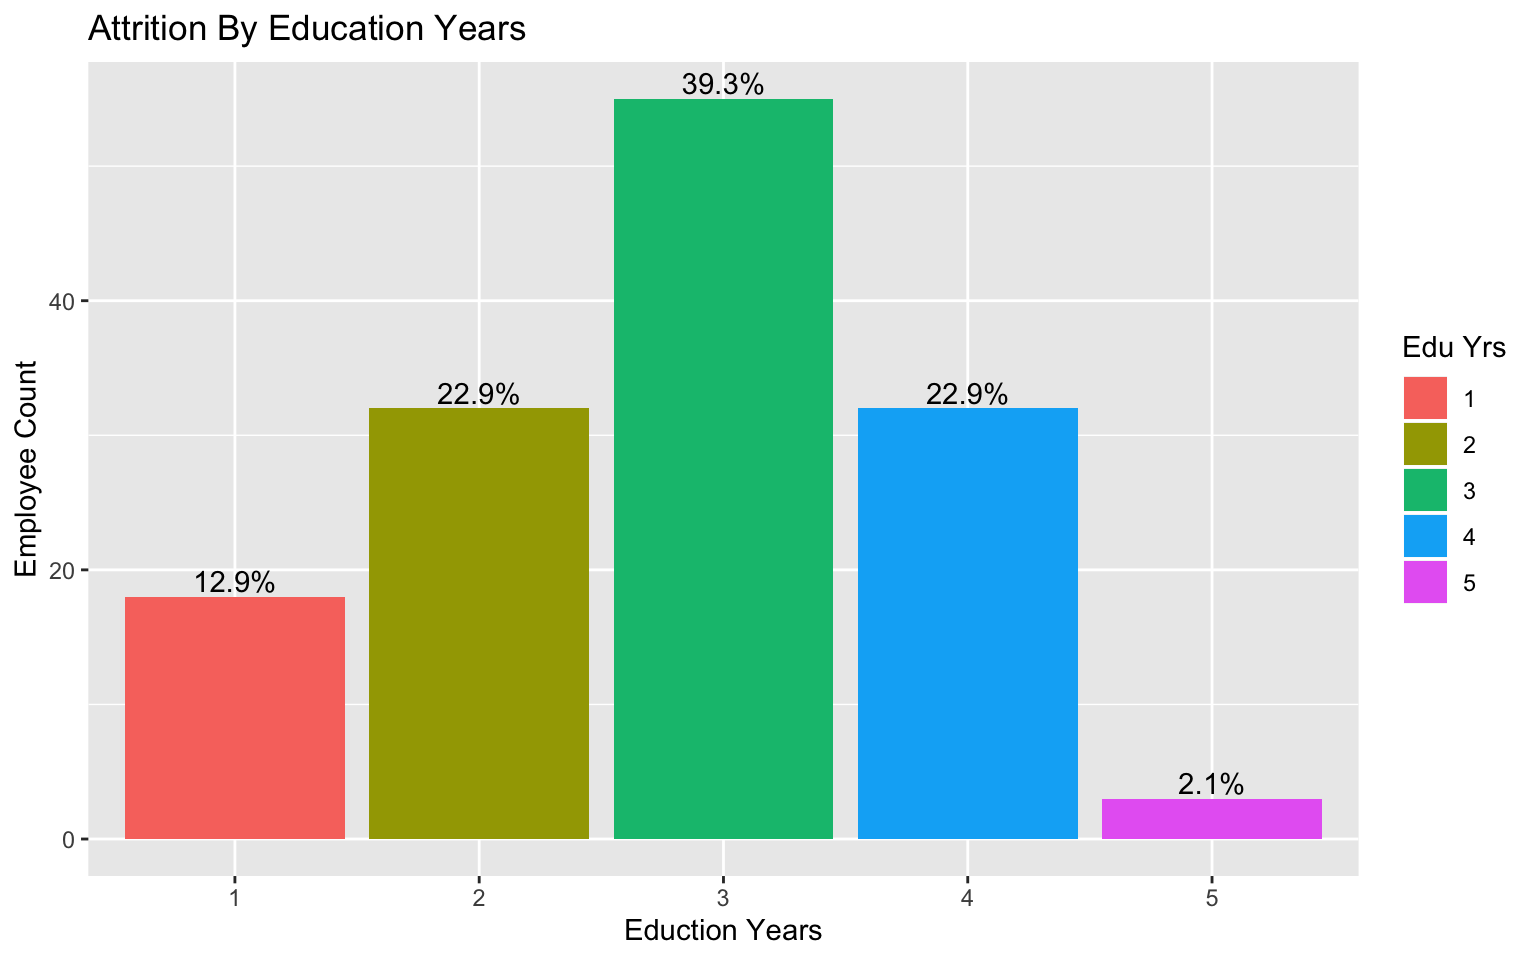 Attrition By Education Years
39.3%
22.9%
22.9%
12.9%
2.1%
40
20
0
Employee Count
1 2 3 4 5
Eduction Years
Edu Yrs
1
2
3
4
5